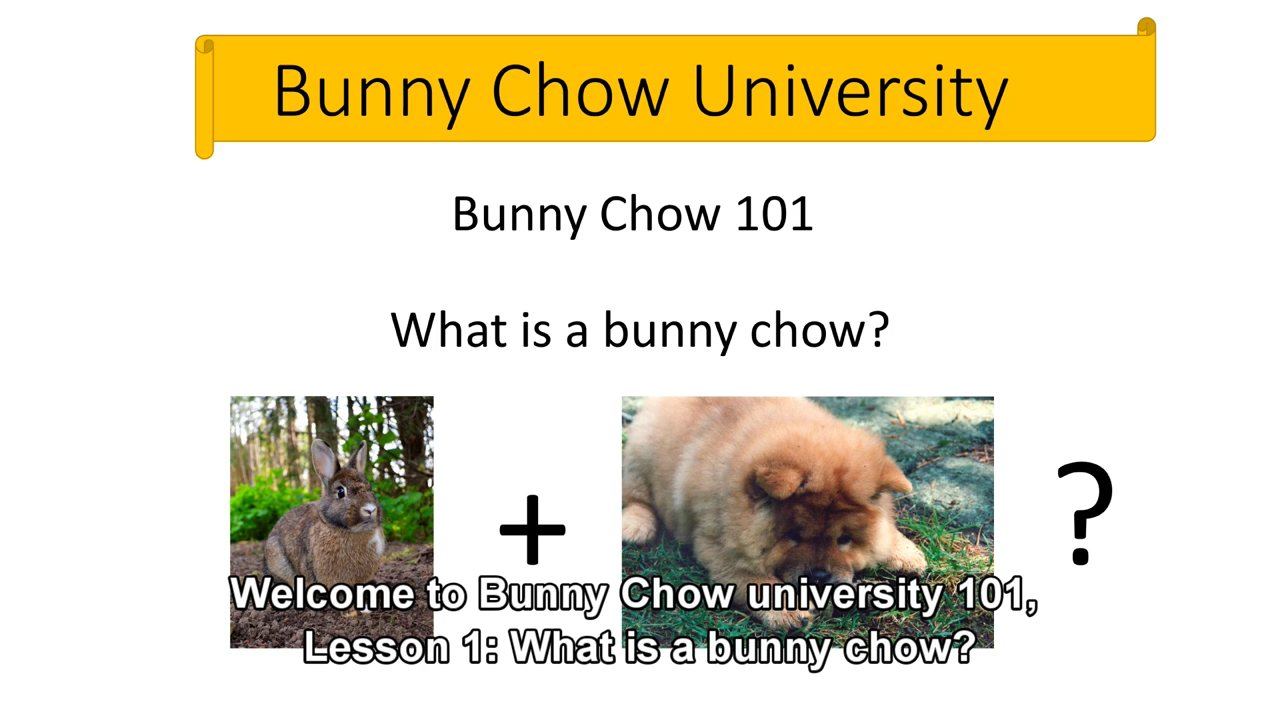 Bunny Chow University
Bunny Chow 101
What is a bunny chow?
+
?
Welcome to Bunny Chow university 101,
Lesson 1: What is a bunny chow?